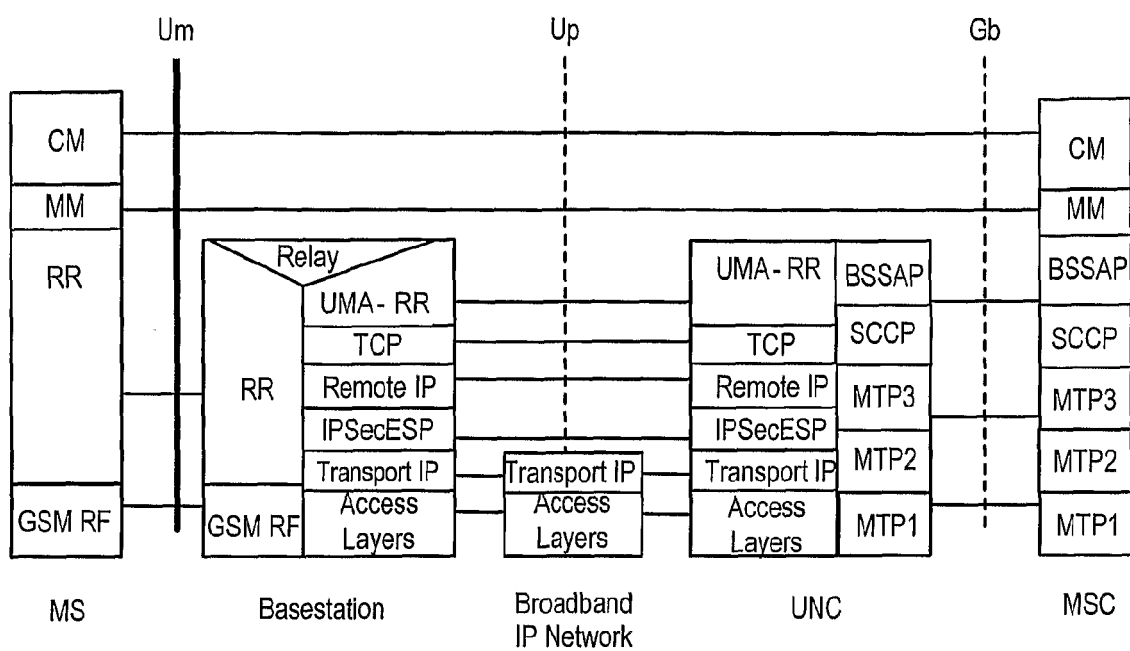 Um
Up
Gb
CM
MM
RR
GSM RF
MS
Relay
RR
GSM RF
UMA - RR
TCP
Remote IP
IPSecESP
Transport IP
Access
Layers
Basestation
Transport IP
Access
Layers
Broadband
IP Network
UMA - RR
TCP
Remote IP
IPSecESP
Transport IP
Access
Layers
BSSAP
SCCP
MTP3
MTP2
MTP1
UNC
CM
MM
BSSAP
SCCP
MTP3
MTP2
MTP1
MSC